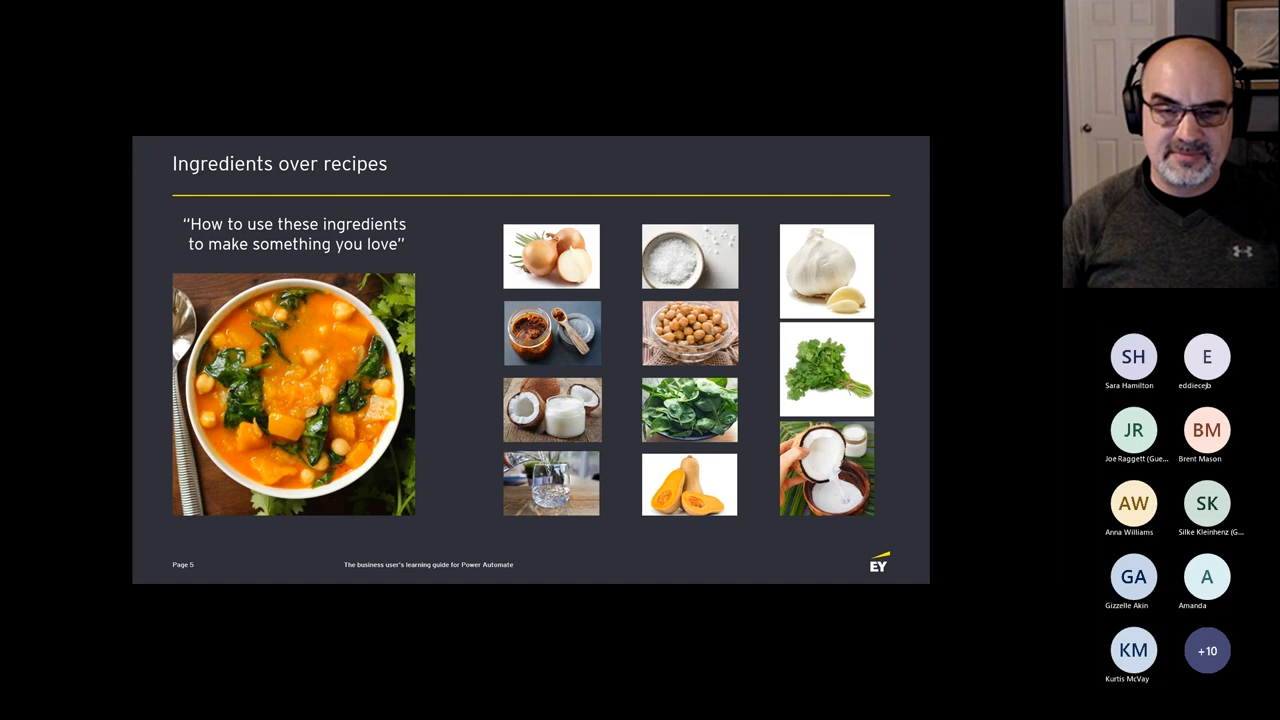 Ingredients over recipes
“How to use these ingredients
to make something you love”
Page 5
The business user's learning guide for Power Automate
EY
SH
Sara Hamilton
E
eddiecejb
JR
Joe Raggett (Gue...
BM
Brent Mason
AW
Anna Williams
SK
Silke Kleinhenz (G...
GA
Gizzelle Akin
A
Amanda
KM
Kurtis McVay
+10